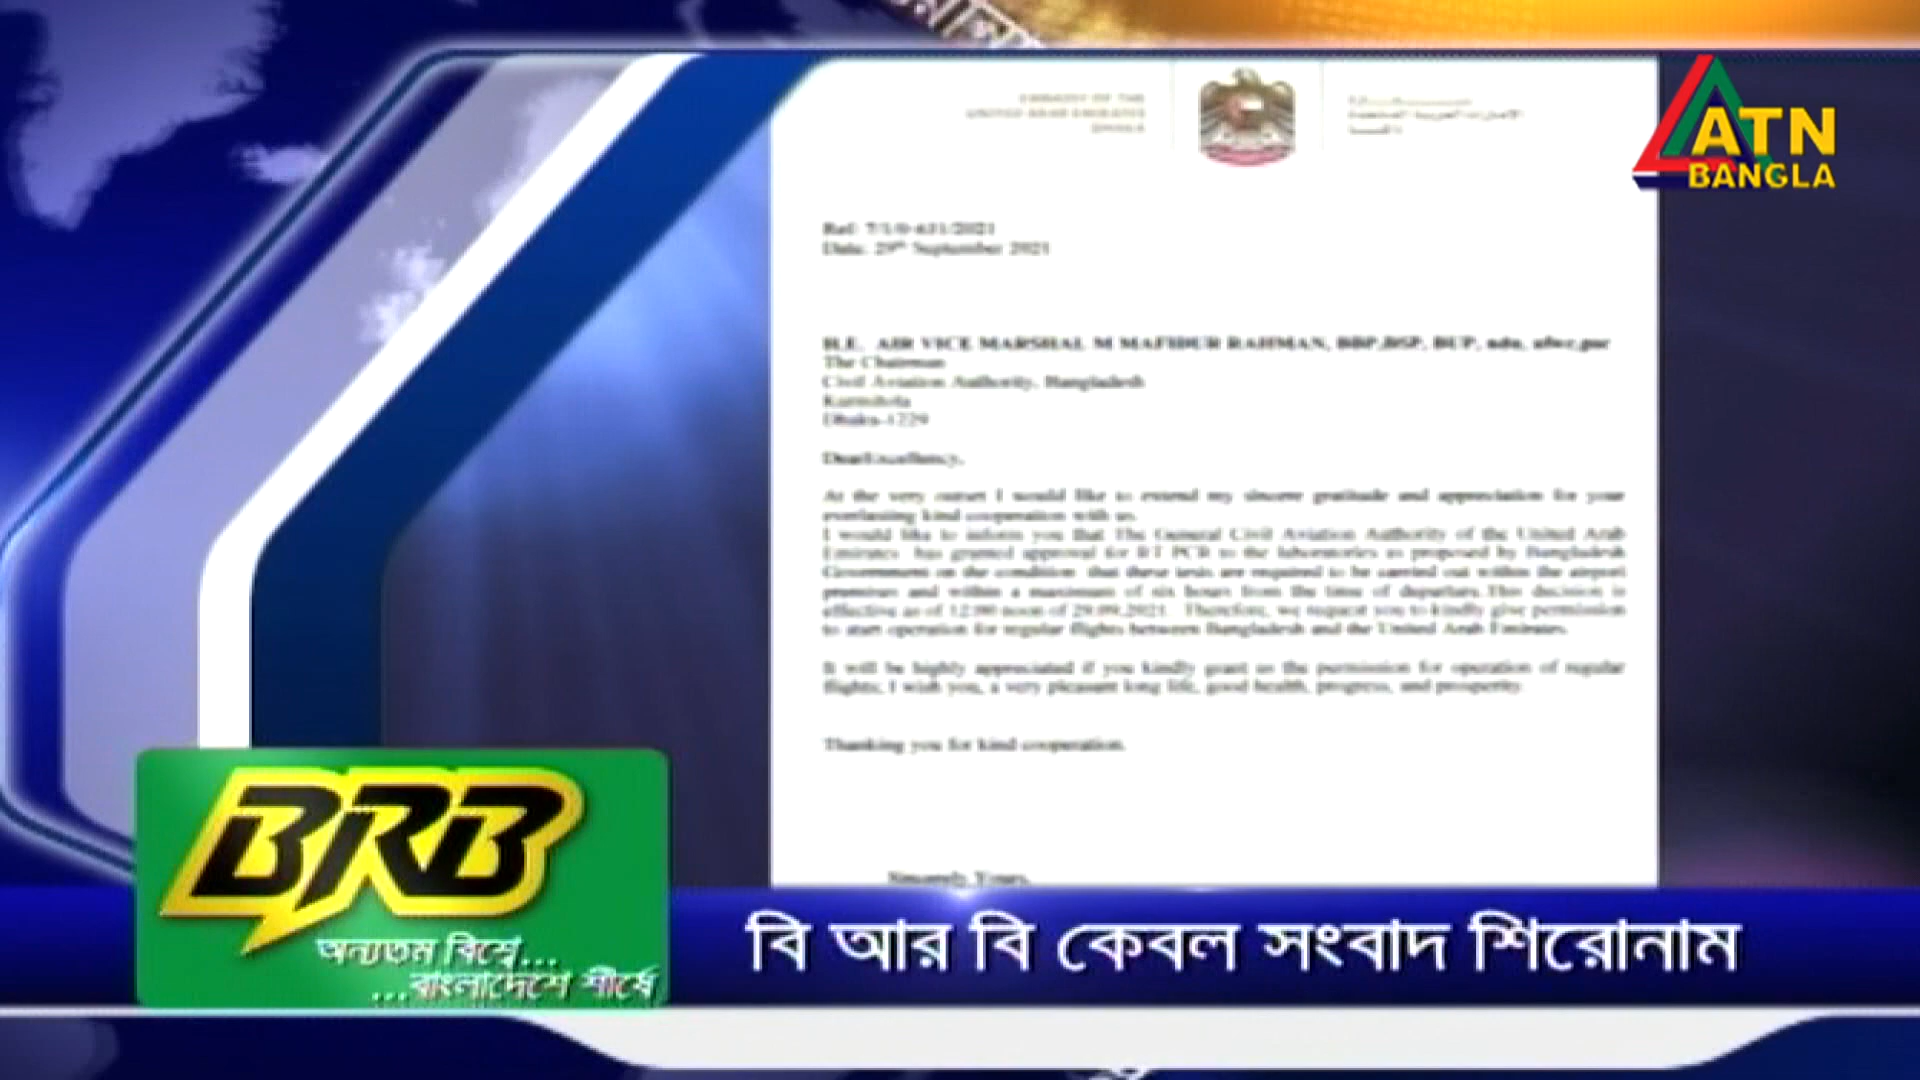 ATN
BANGLA
EMBASSY OF THE
UNITED ARAB EMIRATES
DHAKA
Date: 29th September 2021
H.E. AIR VICE MARSHAL M MAFIDUR RAHMAN, BBP,BSP, BUP, ndu, afwc,psc
The Chairman
Civil Aviation Authority, Bangladesh
Kurmitola
Dhaka-1229
Dear Excellency,
At the very outset I would like to extend my sincere gratitude and appreciation for your
everlasting kind cooperation with us.
I would like to inform you that The General Civil Aviation Authority of the United Arab
Emirates has granted approval for RT PCR to the laboratories as proposed by Bangladesh
Government on the condition that these tests are required to be carried out within the airport
premises and within a maximum of six hours from the time of departure.This decision is
effective as of 12:00 noon of 29.09.2021. Therefore, we request you to kindly give permission
to start operation for regular flights between Bangladesh and the United Arab Emirates.
It will be highly appreciated if you kindly grant us the permission for operation of regular
flights; I wish you, a very pleasant long life, good health, progress, and prosperity.
Thanking you for kind cooperation.
Sincerely Yours,
BRB
অন্যতম বিশ্বে...
...বাংলাদেশে শীর্ষে
বি আর বি কেবল সংবাদ শিরোনাম